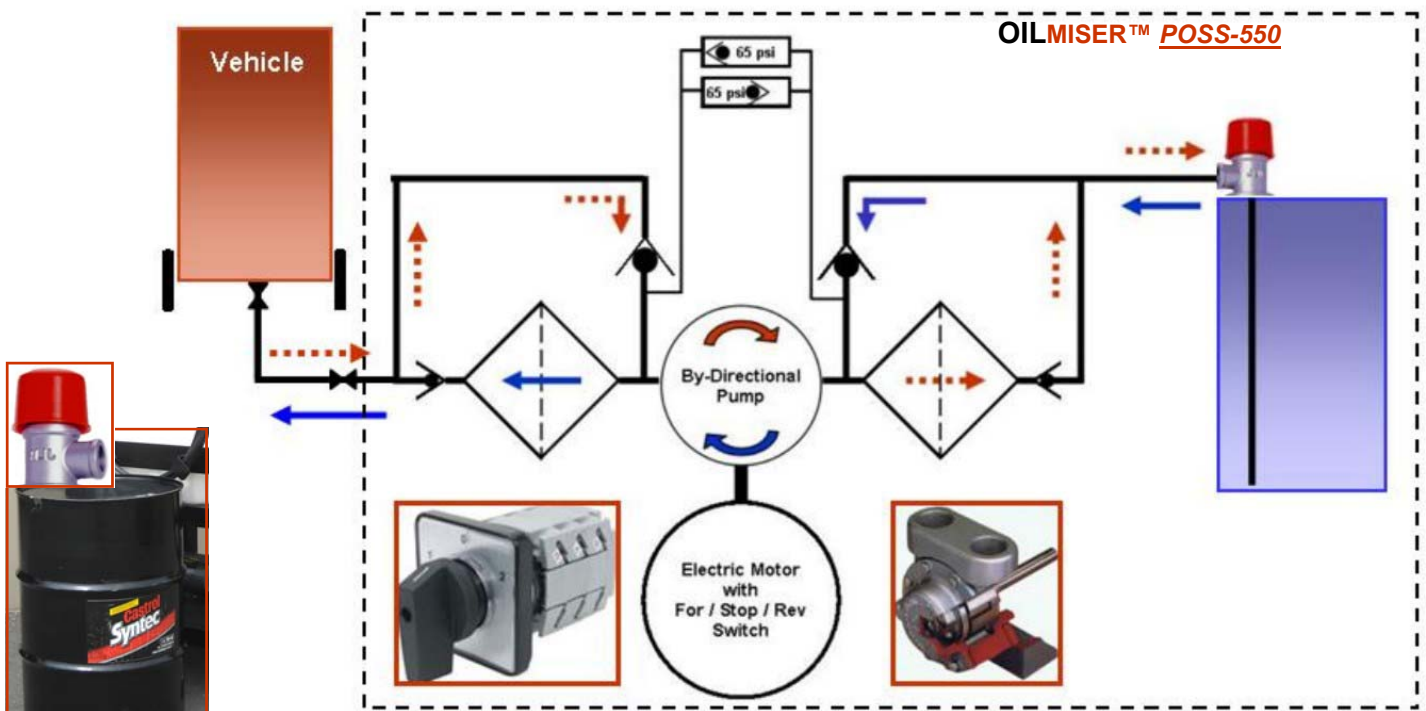 OILMISER™ POSS-550
Vehicle
65 psi
65 psi
By-Directional
Pump
Electric Motor
with
For / Stop / Rev
Switch
Castrol
Syntec